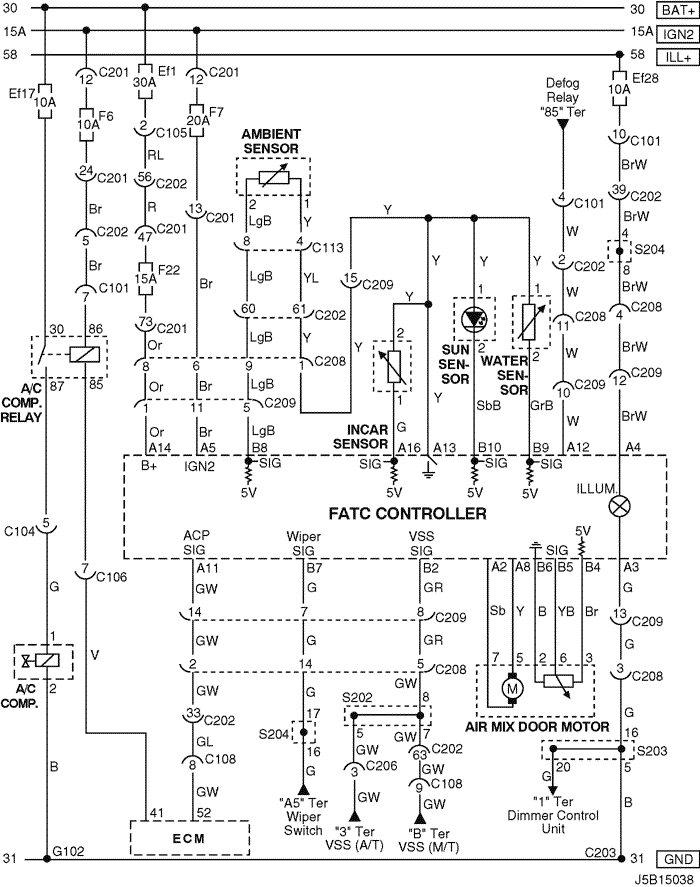 30 30 BAT+
15A 15A IGN2
58 58 ILL+
Ef17 10A
12 C201
Ef1 30A
12 C201
Ef28 10A
Defog
Relay
"85" Ter
F6 10A
F7 20A
2 C105
10 C101
AMBIENT
SENSOR
RL
BrW
24 C201
56 C202
39 C202
2 1
Br R LgB Y BrW
13 C201
4 C101
5 C202
47 C201
8 4 C113
Y
W
4 S204 8
Br
F22 15A
Br
LgB YL
15 C209
Y Y Y
2 C202
BrW
7 C101
W
60 61 C202
1 1
11 C208
4 C208
30 86
73 C201
LgB Y
2
SUN
SEN-
SOR
2
WATER
SEN-
SOR
2
W
BrW
Or
8 6 9 1 C208
10 C209
12 C209
A/C
COMP.
RELAY
87 85
Or Br LgB
1 11 5 C209
1
Y
SbB GrB
W
BrW
INCAR
SENSOR
G
Or Br LgB
A14 A5 B8 A16 A13 B10 B9 A12 A4
B+ IGN2 SIG SIG SIG SIG
5V 5V 5V 5V
ILLUM.
FATC CONTROLLER
5 C104
ACP
SIG
Wiper
SIG
VSS
SIG
SIG 5V
A11 B7 B2 A2 A8 B6 B5 B4 A3
7 C106
G
GW G GR
Sb Y B YB Br
14 7 8 C209
13 C209
GW G GR
G
1
V
2 14 5 C208
7 5 2 6 3
3 C208
A/C
COMP.
2
GW G GW
M
AIR MIX DOOR MOTOR
G
33 C202
17 S204 16
S202 8
5 7
16 S203
20 5
GL
GW GW
63 C202
B
8 C108
G
3 C206
GW
9 C108
G
B
GW
GW GW
41 52
"A5" Ter
Wiper
Switch
"3" Ter
VSS (A/T)
"B" Ter
VSS (M/T)
"1" Ter
Dimmer Control
Unit
ECM
31 G102 C203 31 GND
J5B15038